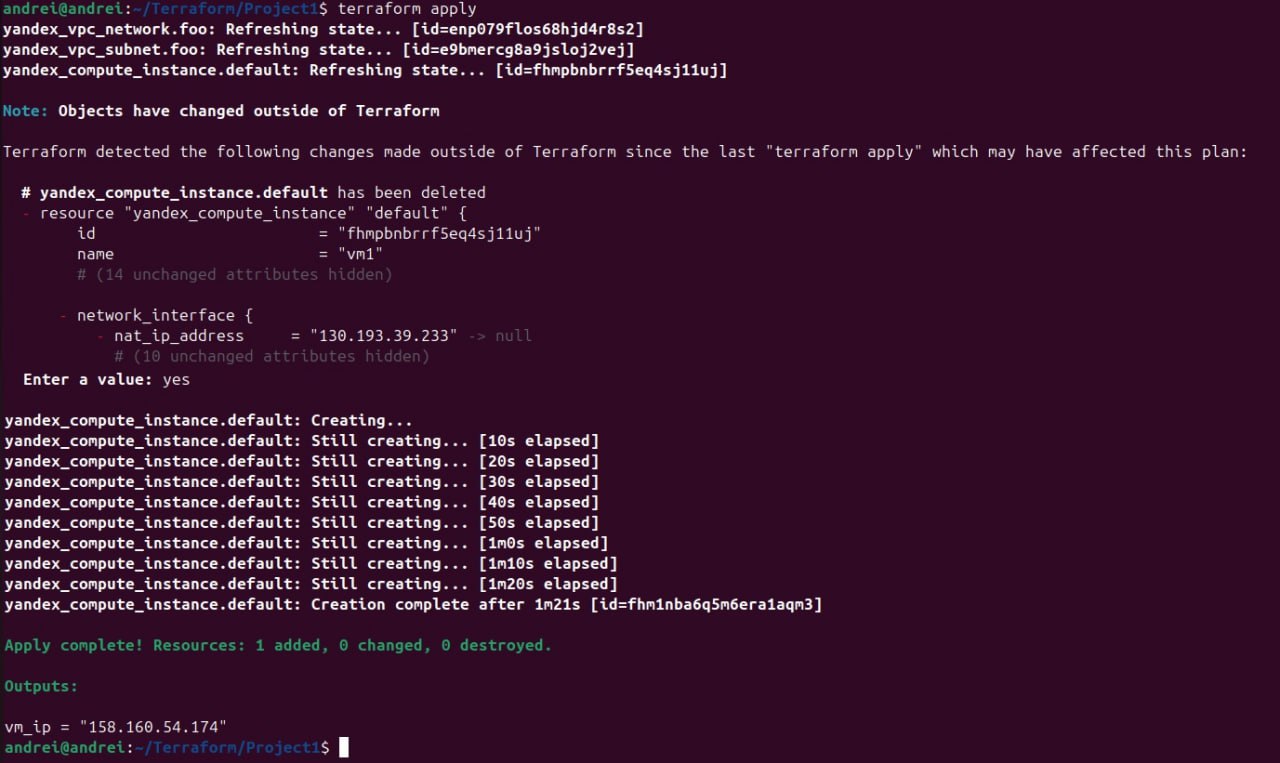 andrei@andrei:~/Terraform/Project1$ terraform apply
yandex_vpc_network.foo: Refreshing state... [id=enp079flos68hjd4r8s2]
yandex_vpc_subnet.foo: Refreshing state... [id=e9bmercg8a9jsloj2vej]
yandex_compute_instance.default: Refreshing state... [id=fhmpbnbrrf5eq4sj11uj]
Note: Objects have changed outside of Terraform
Terraform detected the following changes made outside of Terraform since the last "terraform apply" which may have affected this plan:
# yandex_compute_instance.default has been deleted
- resource "yandex_compute_instance" "default" {
id = "fhmpbnbrrf5eq4sj11uj"
name = "vm1"
# (14 unchanged attributes hidden)
- network_interface {
- nat_ip_address = "130.193.39.233" -> null
# (10 unchanged attributes hidden)
Enter a value: yes
yandex_compute_instance.default: Creating...
yandex_compute_instance.default: Still creating... [10s elapsed]
yandex_compute_instance.default: Still creating... [20s elapsed]
yandex_compute_instance.default: Still creating... [30s elapsed]
yandex_compute_instance.default: Still creating... [40s elapsed]
yandex_compute_instance.default: Still creating... [50s elapsed]
yandex_compute_instance.default: Still creating... [1m0s elapsed]
yandex_compute_instance.default: Still creating... [1m10s elapsed]
yandex_compute_instance.default: Still creating... [1m20s elapsed]
yandex_compute_instance.default: Creation complete after 1m21s [id=fhm1nba6q5m6era1aqm3]
Apply complete! Resources: 1 added, 0 changed, 0 destroyed.
Outputs:
vm_ip = "158.160.54.174"
andrei@andrei:~/Terraform/Project1$